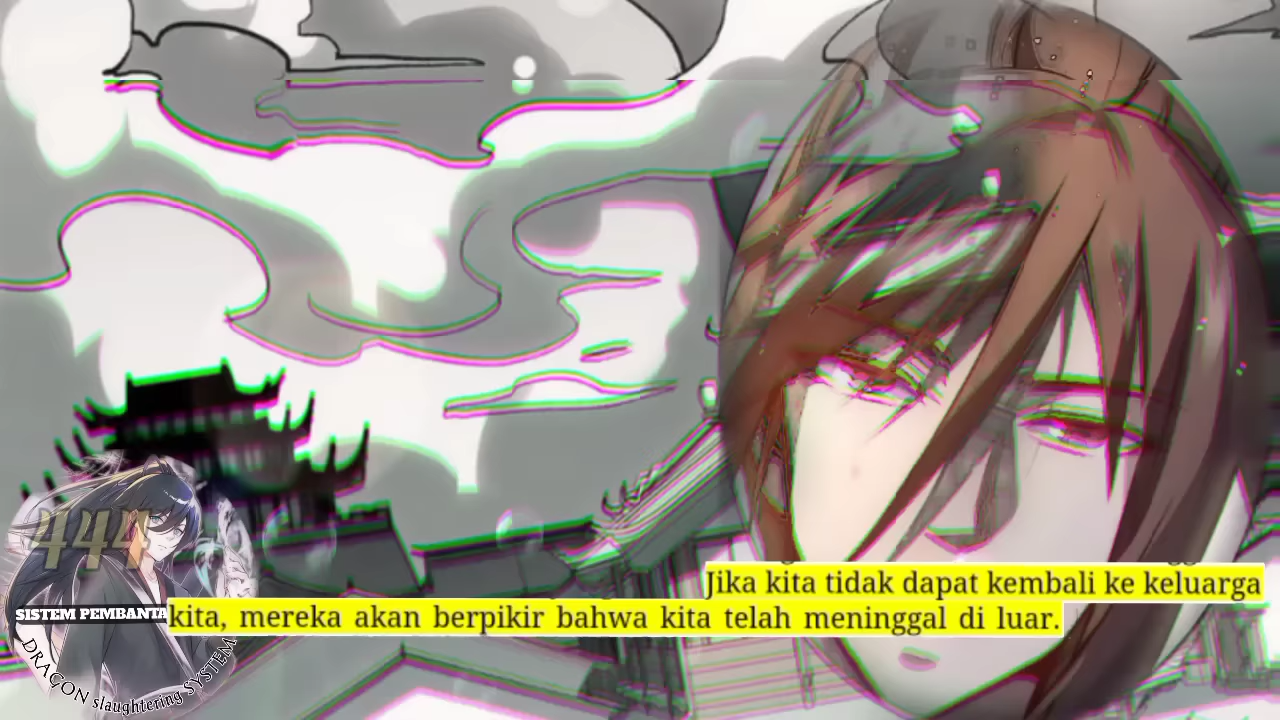 444
SISTEM PEMBANTA
DRAGON slaughtering SYSTEM
Jika kita tidak dapat kembali ke keluarga
kita, mereka akan berpikir bahwa kita telah meninggal di luar.